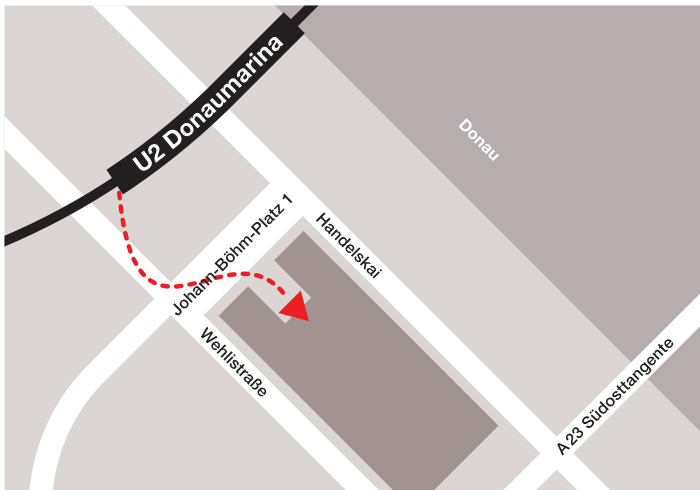 U2 Donaumarina
Donau
Johann-Böhm-Platz 1
Handelskai
Wehlistraße
A 23 Südosttangente